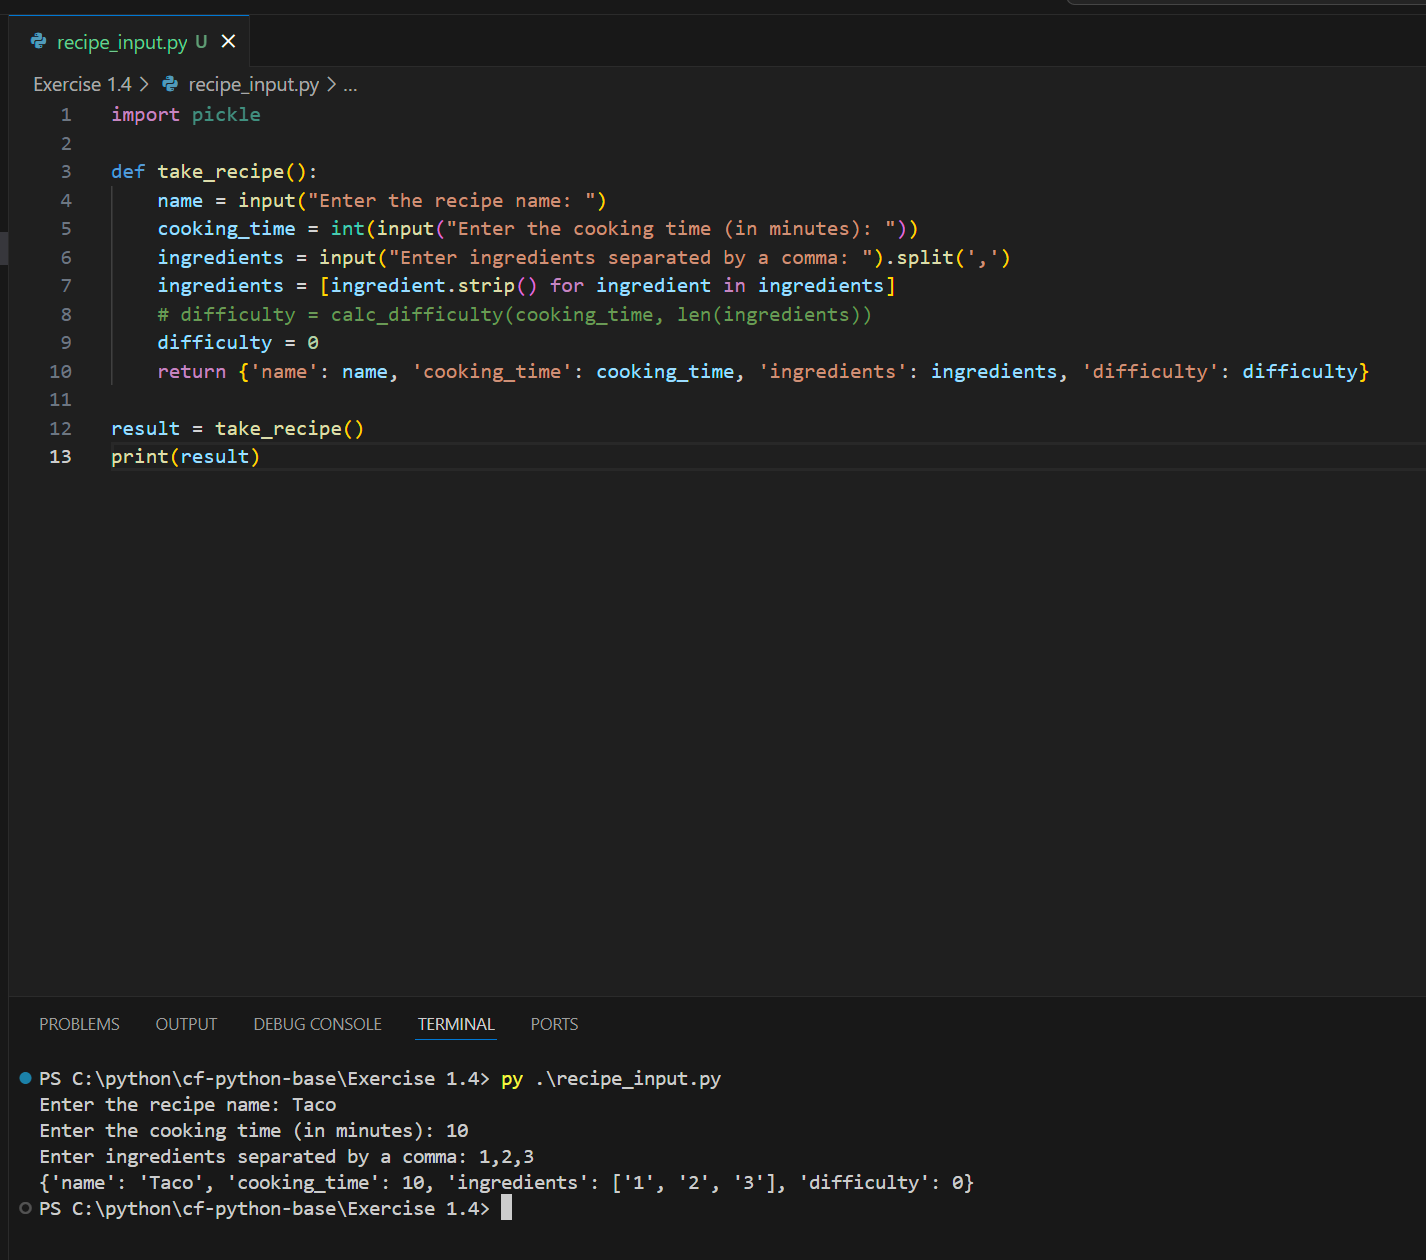 recipe_input.py U
Exercise 1.4 > recipe_input.py > ...
1 import pickle
2
3 def take_recipe():
4     name = input("Enter the recipe name: ")
5     cooking_time = int(input("Enter the cooking time (in minutes): "))
6     ingredients = input("Enter ingredients separated by a comma: ").split(',')
7     ingredients = [ingredient.strip() for ingredient in ingredients]
8     # difficulty = calc_difficulty(cooking_time, len(ingredients))
9     difficulty = 0
10     return {'name': name, 'cooking_time': cooking_time, 'ingredients': ingredients, 'difficulty': difficulty}
11
12 result = take_recipe()
13 print(result)
PROBLEMS OUTPUT DEBUG CONSOLE TERMINAL PORTS
PS C:\python\cf-python-base\Exercise 1.4> py .\recipe_input.py
Enter the recipe name: Taco
Enter the cooking time (in minutes): 10
Enter ingredients separated by a comma: 1,2,3
{'name': 'Taco', 'cooking_time': 10, 'ingredients': ['1', '2', '3'], 'difficulty': 0}
PS C:\python\cf-python-base\Exercise 1.4>